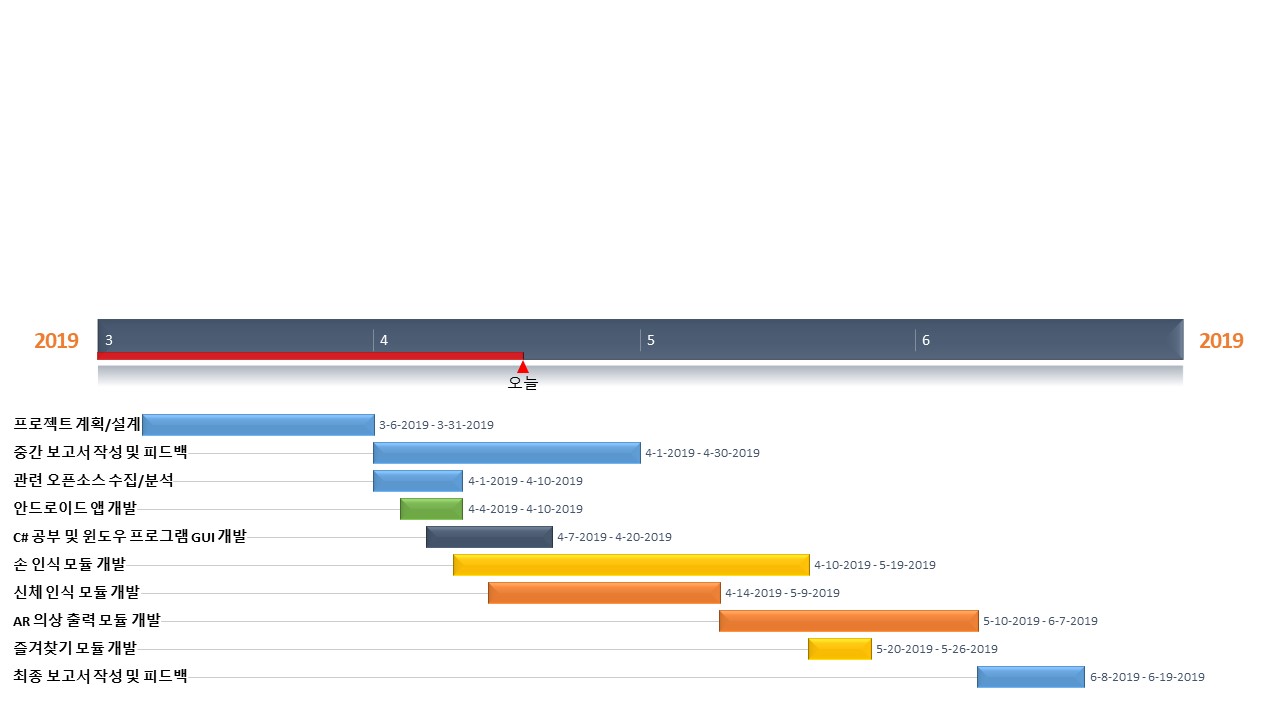 2019 3 4 5 6 2019
오늘
프로젝트 계획/설계 3-6-2019 - 3-31-2019
중간 보고서 작성 및 피드백 4-1-2019 - 4-30-2019
관련 오픈소스 수집/분석 4-1-2019 - 4-10-2019
안드로이드 앱 개발 4-4-2019 - 4-10-2019
C# 공부 및 윈도우 프로그램 GUI 개발 4-7-2019 - 4-20-2019
손 인식 모듈 개발 4-10-2019 - 5-19-2019
신체 인식 모듈 개발 4-14-2019 - 5-9-2019
AR 의상 출력 모듈 개발 5-10-2019 - 6-7-2019
즐겨찾기 모듈 개발 5-20-2019 - 5-26-2019
최종 보고서 작성 및 피드백 6-8-2019 - 6-19-2019